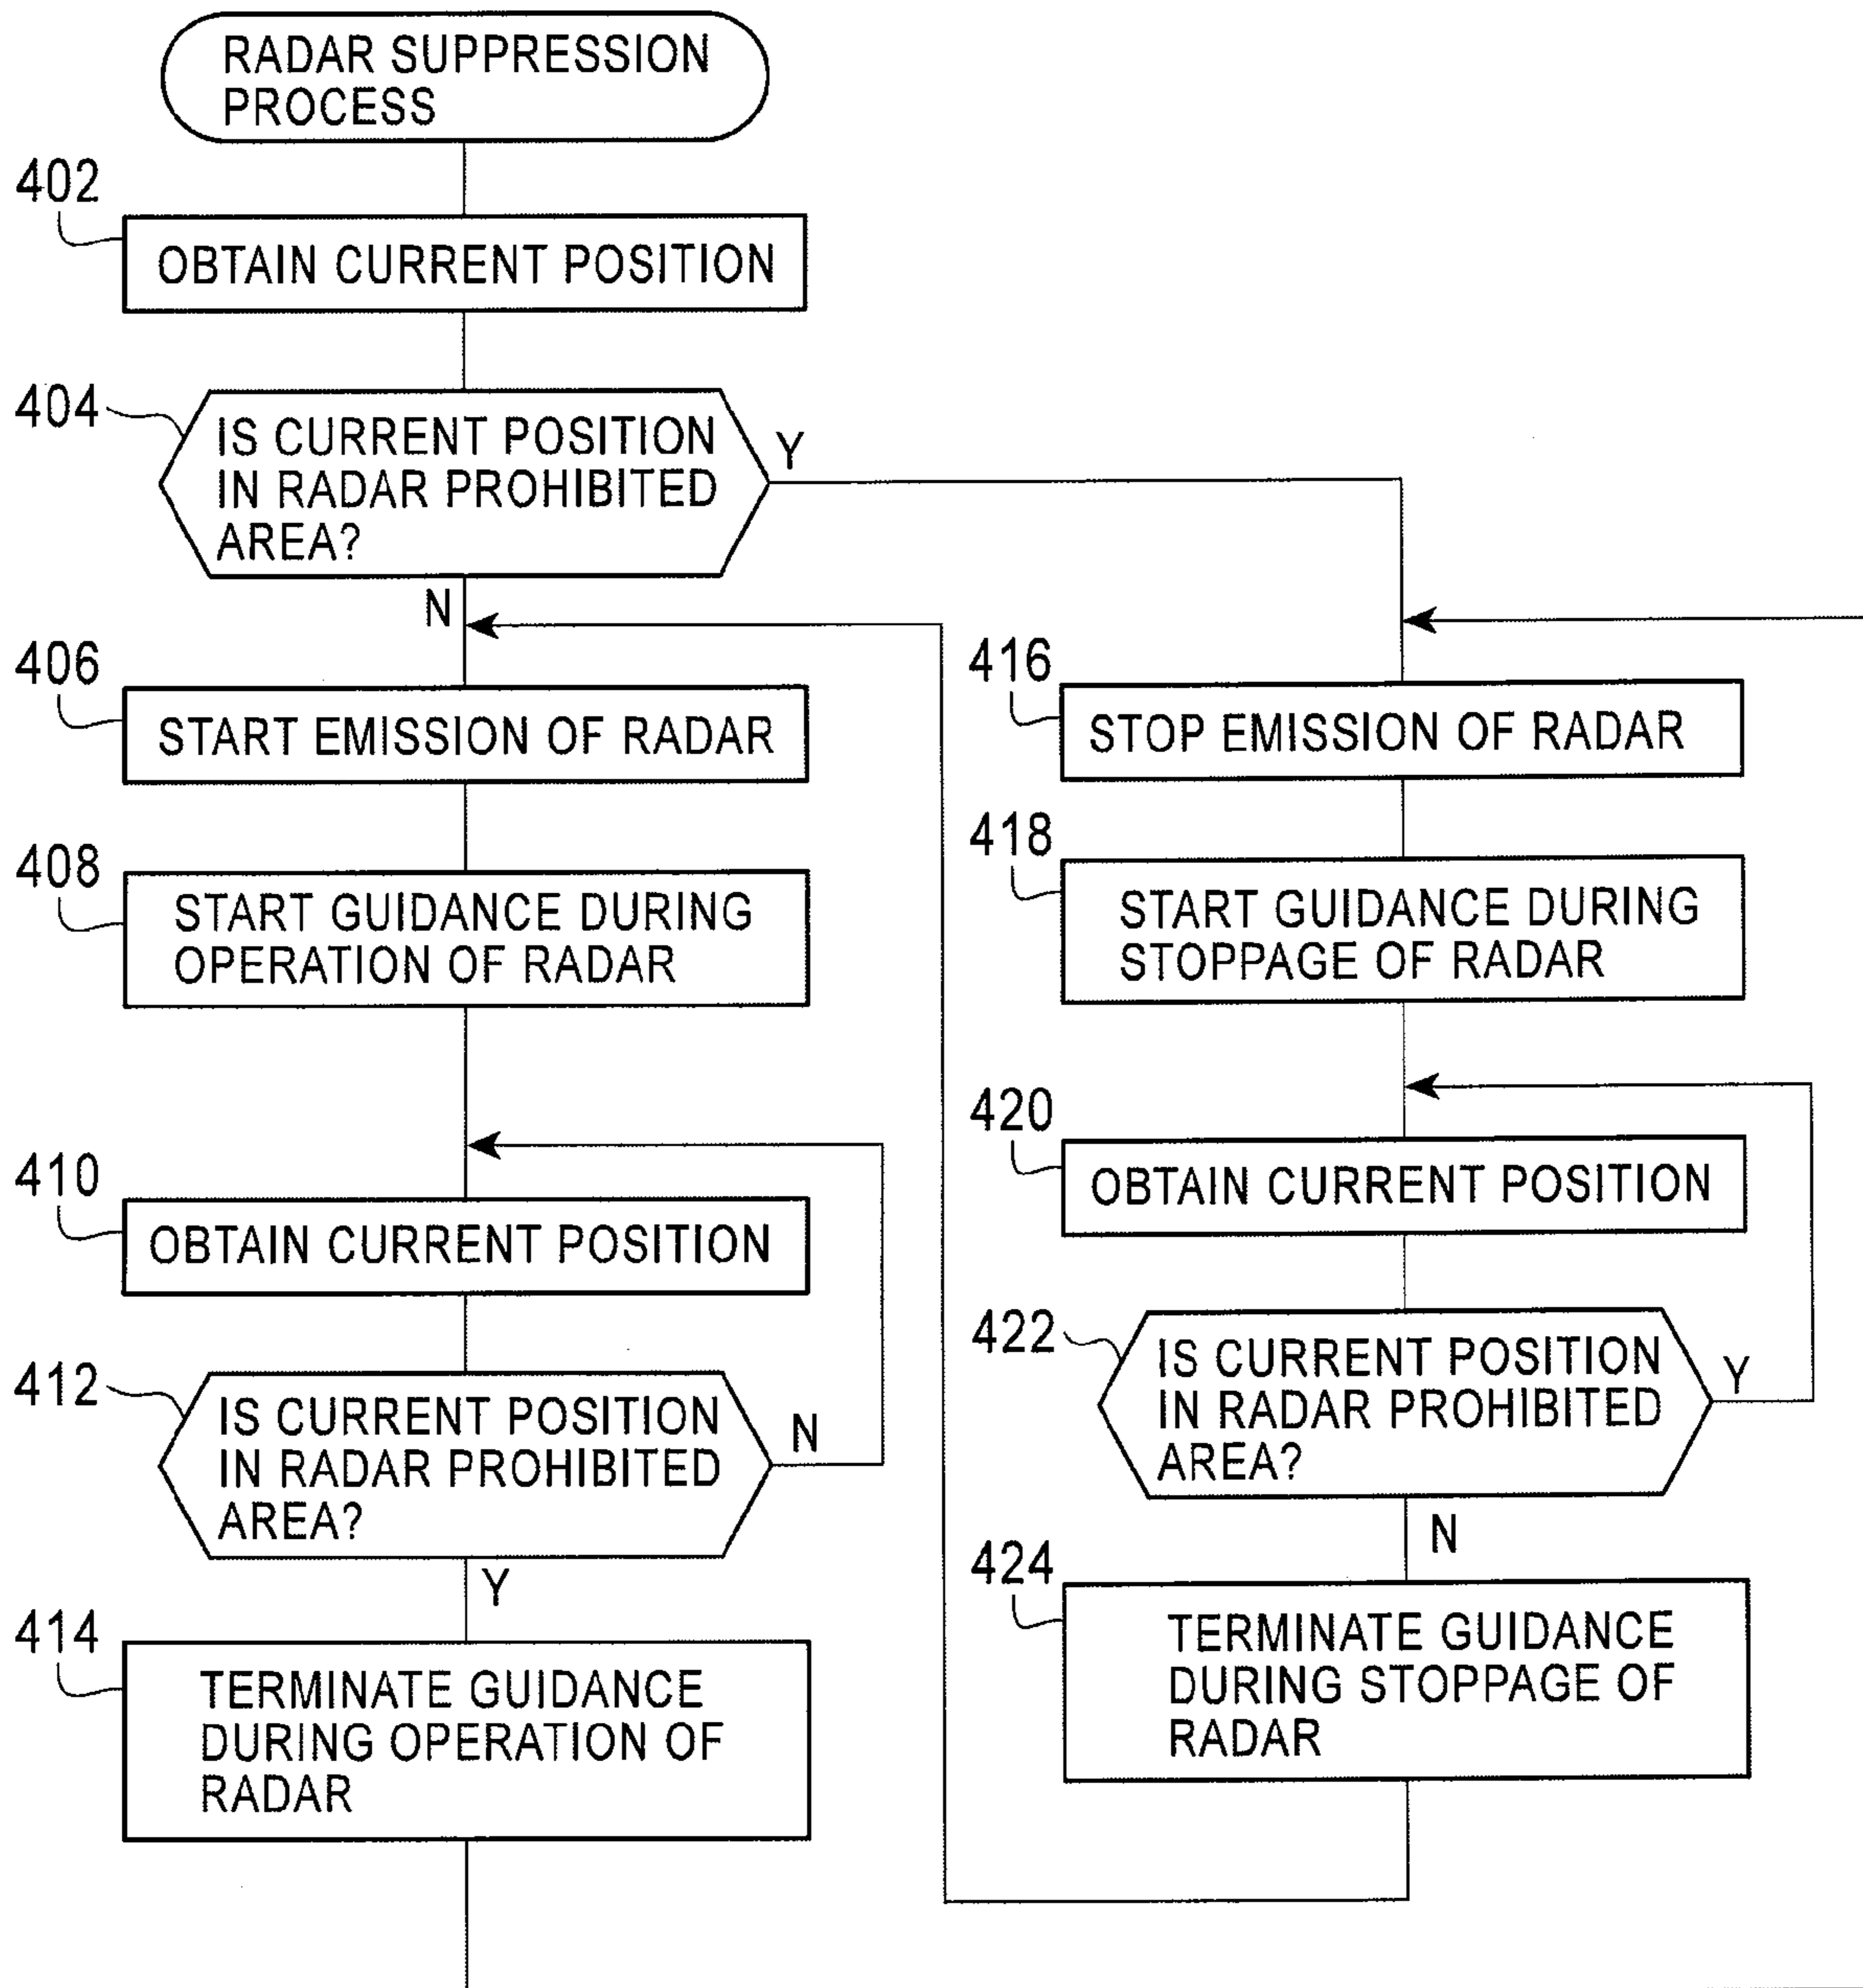 RADAR SUPPRESSION
PROCESS
402
OBTAIN CURRENT POSITION
404
IS CURRENT POSITION
IN RADAR PROHIBITED
AREA?
Y
N
406
START EMISSION OF RADAR
408
START GUIDANCE DURING
OPERATION OF RADAR
410
OBTAIN CURRENT POSITION
412
IS CURRENT POSITION
IN RADAR PROHIBITED
AREA?
N
Y
414
TERMINATE GUIDANCE
DURING OPERATION OF
RADAR
416
STOP EMISSION OF RADAR
418
START GUIDANCE DURING
STOPPAGE OF RADAR
420
OBTAIN CURRENT POSITION
422
IS CURRENT POSITION
IN RADAR PROHIBITED
AREA?
Y
N
424
TERMINATE GUIDANCE
DURING STOPPAGE OF
RADAR